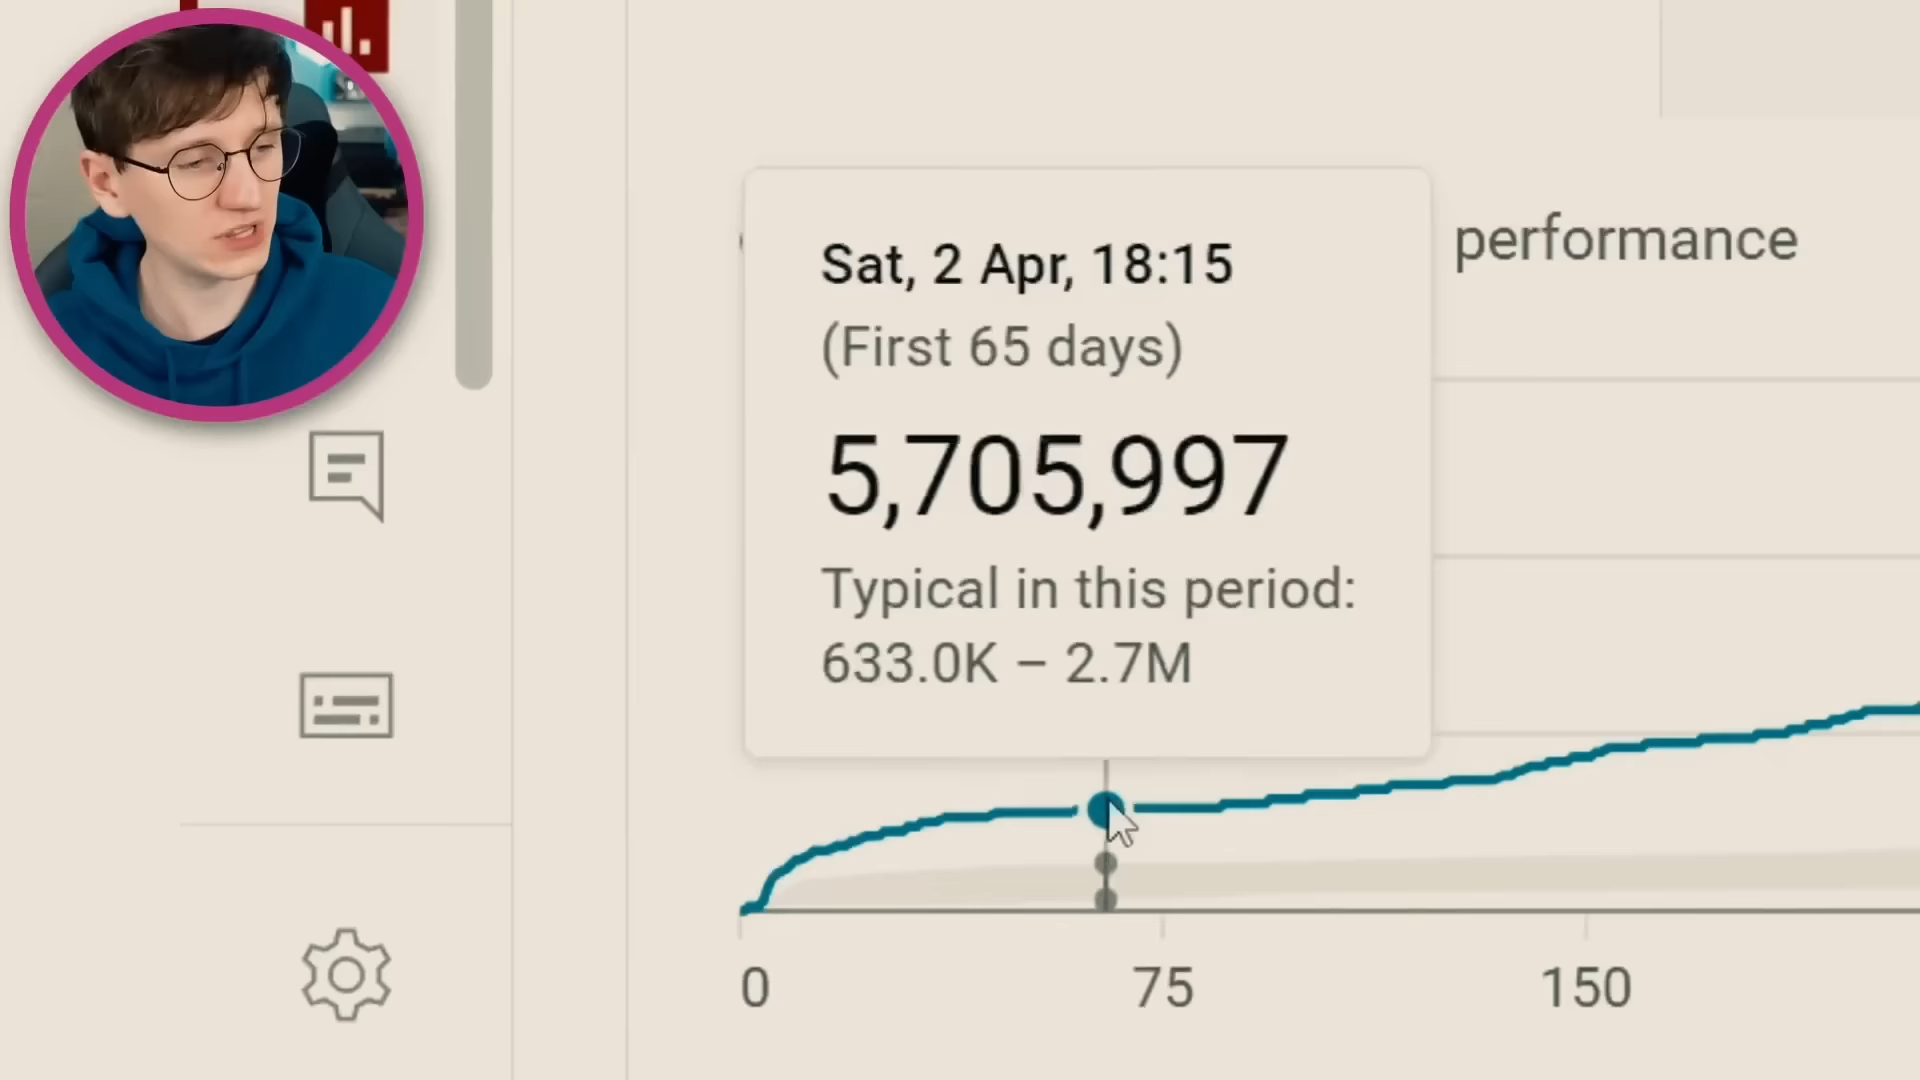 performance
Sat, 2 Apr, 18:15
(First 65 days)
5,705,997
Typical in this period:
633.0K – 2.7M
0
75
150